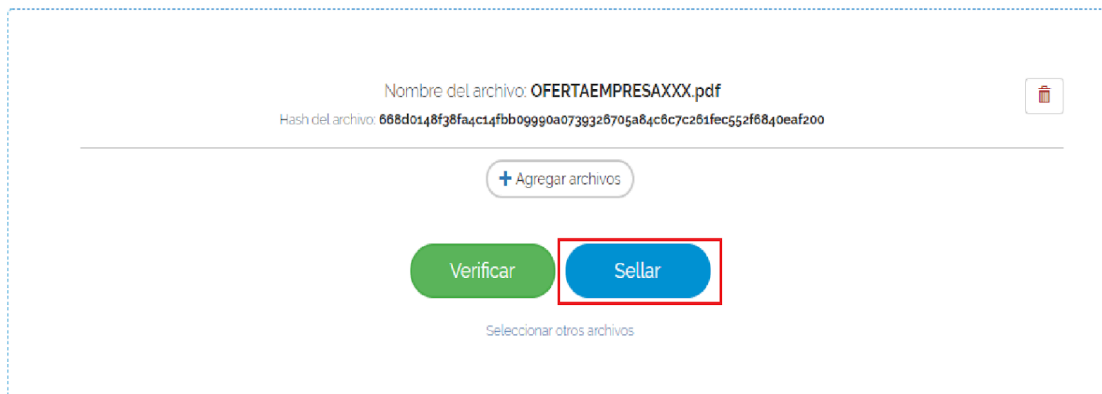 Nombre del archivo: OFERTAEMPRESAXXX.pdf
Hash del archivo: 668d0148f38fa4c14fbb09990a0739326705a84c6c7c261fec552f6840eaf200
+ Agregar archivos
Verificar
Sellar
Seleccionar otros archivos